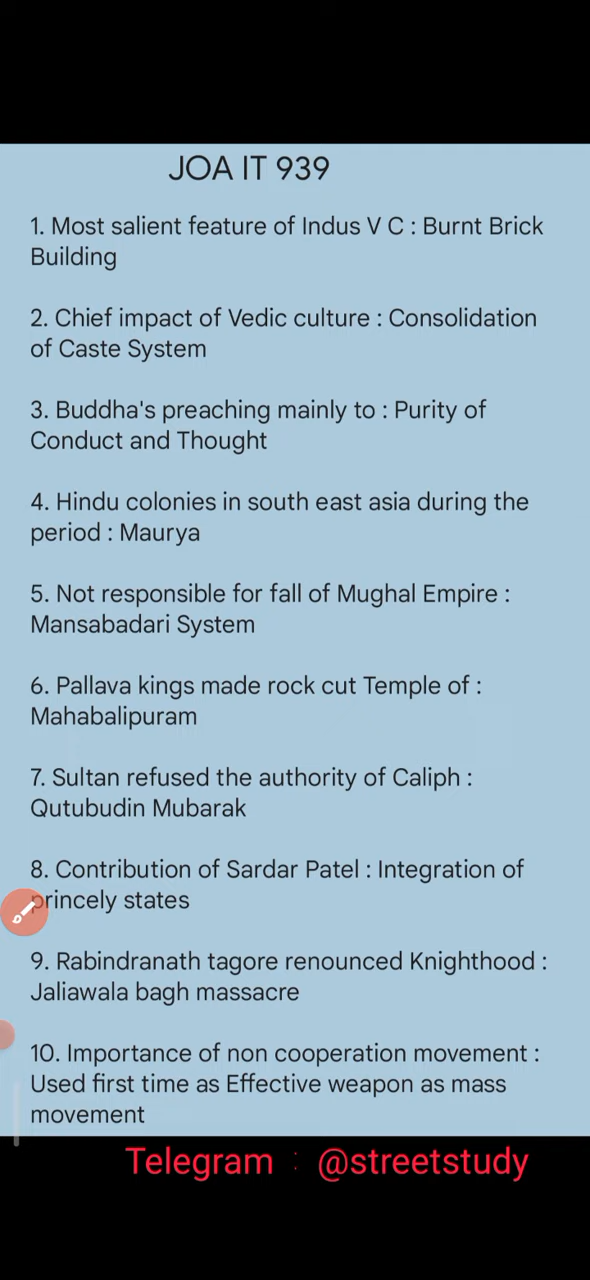 JOA IT 939
1. Most salient feature of Indus V C : Burnt Brick
Building
2. Chief impact of Vedic culture : Consolidation
of Caste System
3. Buddha's preaching mainly to : Purity of
Conduct and Thought
4. Hindu colonies in south east asia during the
period : Maurya
5. Not responsible for fall of Mughal Empire :
Mansabadari System
6. Pallava kings made rock cut Temple of :
Mahabalipuram
7. Sultan refused the authority of Caliph :
Qutubudin Mubarak
8. Contribution of Sardar Patel : Integration of
princely states
9. Rabindranath tagore renounced Knighthood :
Jaliawala bagh massacre
10. Importance of non cooperation movement :
Used first time as Effective weapon as mass
movement
Telegram : @streetstudy